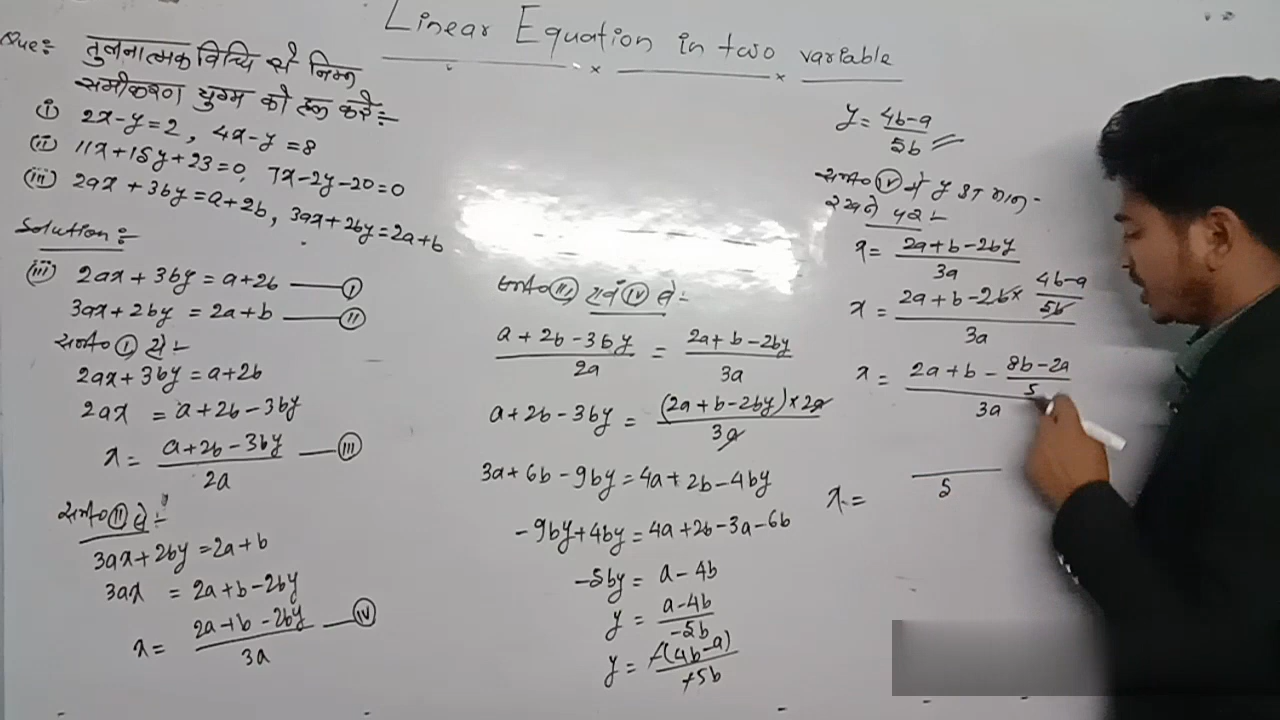 Linear Equation in two variable
Que:- तुलनात्मक विधि से निम्न
समीकरण युग्म को हल करें:-
(i) 2x-y=2, 4x-y=8
(ii) 11x+15y+23=0, 7x-2y-20=0
(iii) 2ax+3by=a+2b, 3ax+2by=2a+b
Solution:-
(iii) 2ax+3by=a+2b —— (I)
3ax+2by=2a+b —— (II)
समी० (I) से:-
2ax+3by=a+2b
2ax = a+2b-3by
x= (a+2b-3by)/2a —— (III)
समी० (II) से:-
3ax+2by=2a+b
3ax = 2a+b-2by
x= (2a+b-2by)/3a —— (IV)
समी० (III) एवं (IV) से:-
(a+2b-3by)/2a = (2a+b-2by)/3a
a+2b-3by = (2a+b-2by)×2a/3a
3a+6b-9by=4a+2b-4by
-9by+4by=4a+2b-3a-6b
-5by = a-4b
y = (a-4b)/-5b
y = -(4b-a)/-5b
y= (4b-a)/5b
समी० (IV) में y का मान-
रखने पर:-
x= (2a+b-2by)/3a
x= (2a+b-2b× (4b-a)/5b)/3a
x= (2a+b- (8b-2a)/5)/3a
x= /5